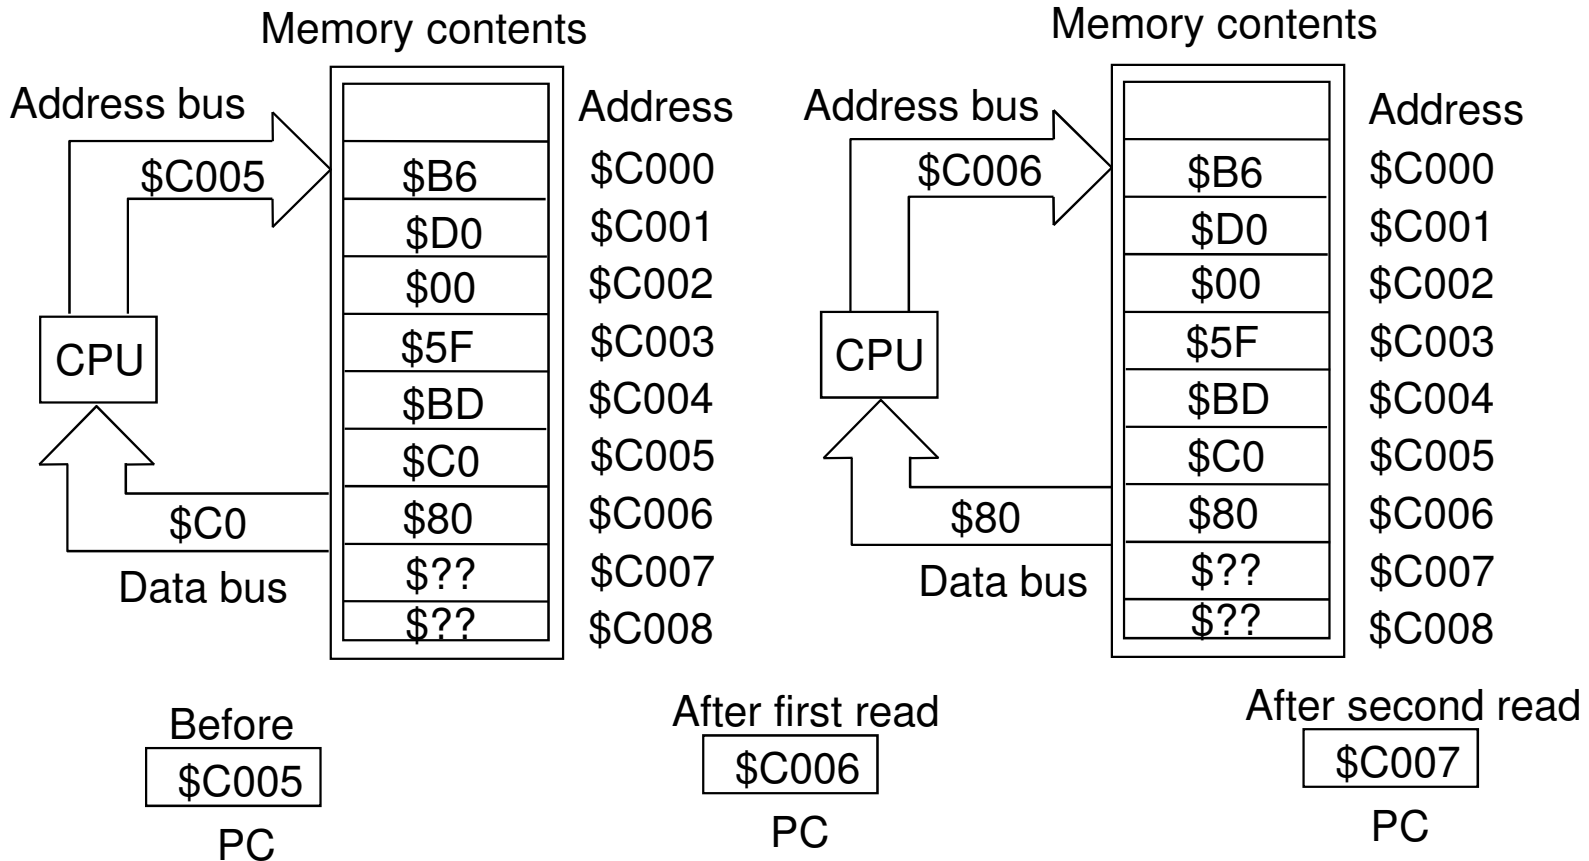 Memory contents
Address bus
Address
$C005
$B6
$C000
$D0
$C001
$00
$C002
CPU
$5F
$C003
$BD
$C004
$C0
$C005
$C0
$80
$C006
Data bus
$??
$C007
$??
$C008
Memory contents
Address bus
Address
$C006
$B6
$C000
$D0
$C001
$00
$C002
CPU
$5F
$C003
$BD
$C004
$C0
$C005
$80
$80
$C006
Data bus
$??
$C007
$??
$C008
Before
$C005
PC
After first read
$C006
PC
After second read
$C007
PC